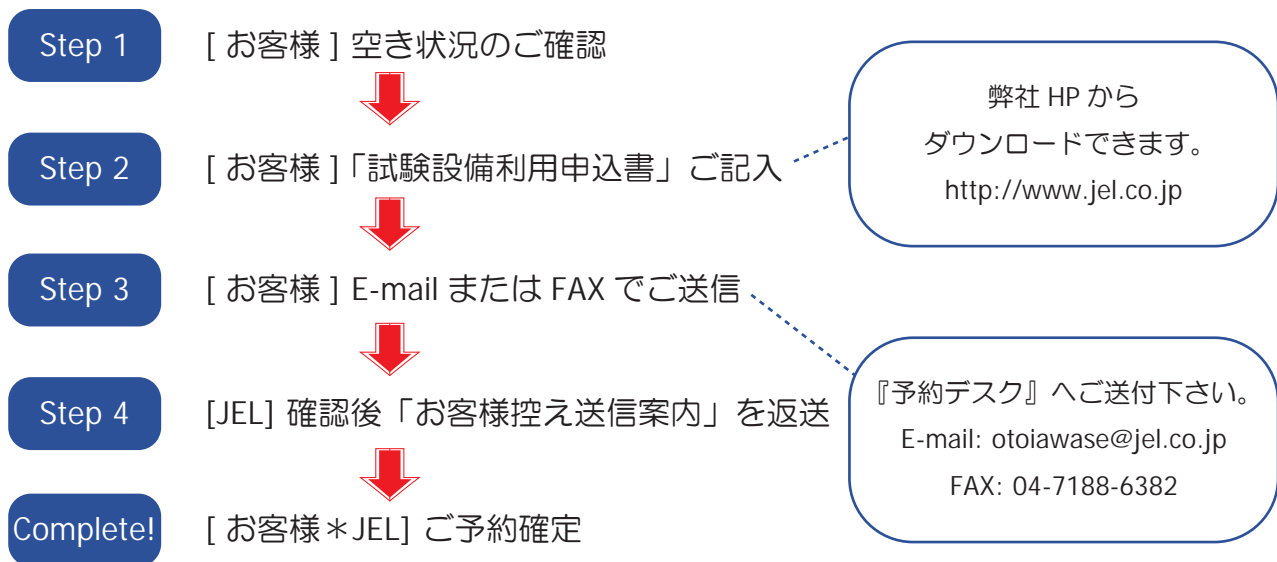 Step 1
[ お客様 ] 空き状況のご確認
Step 2
[ お客様 ]「試験設備利用申込書」ご記入
弊社 HP から
ダウンロードできます。
http://www.jel.co.jp
Step 3
[ お客様 ] E-mail または FAX でご送信
『予約デスク』へご送付下さい。
E-mail: otoiawase@jel.co.jp
FAX: 04-7188-6382
Step 4
[JEL] 確認後「お客様控え送信案内」を返送
Complete!
[ お客様＊JEL] ご予約確定